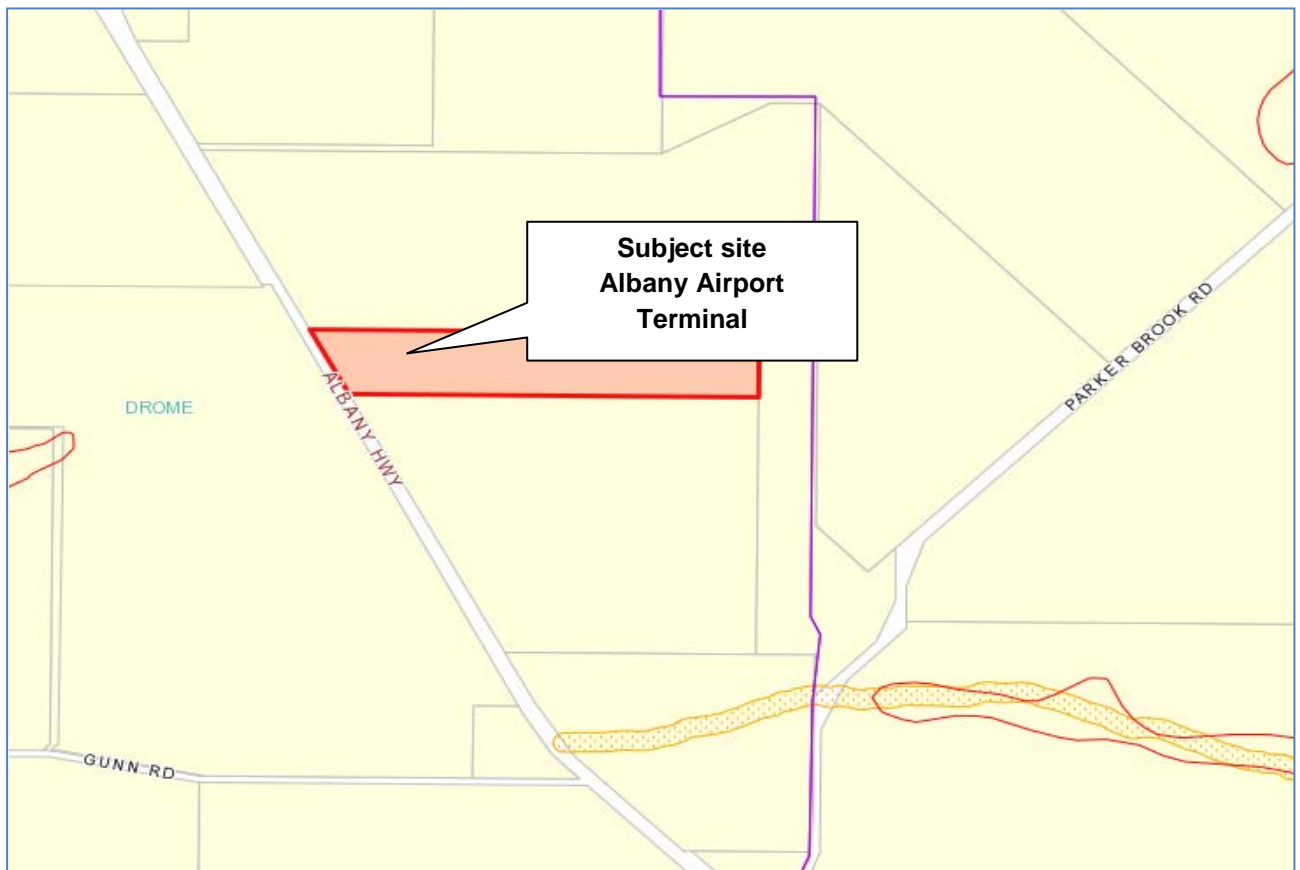 Subject site
Albany Airport
Terminal
PARKER BROOK RD
DROME
ALBANY HWY
GUNN RD